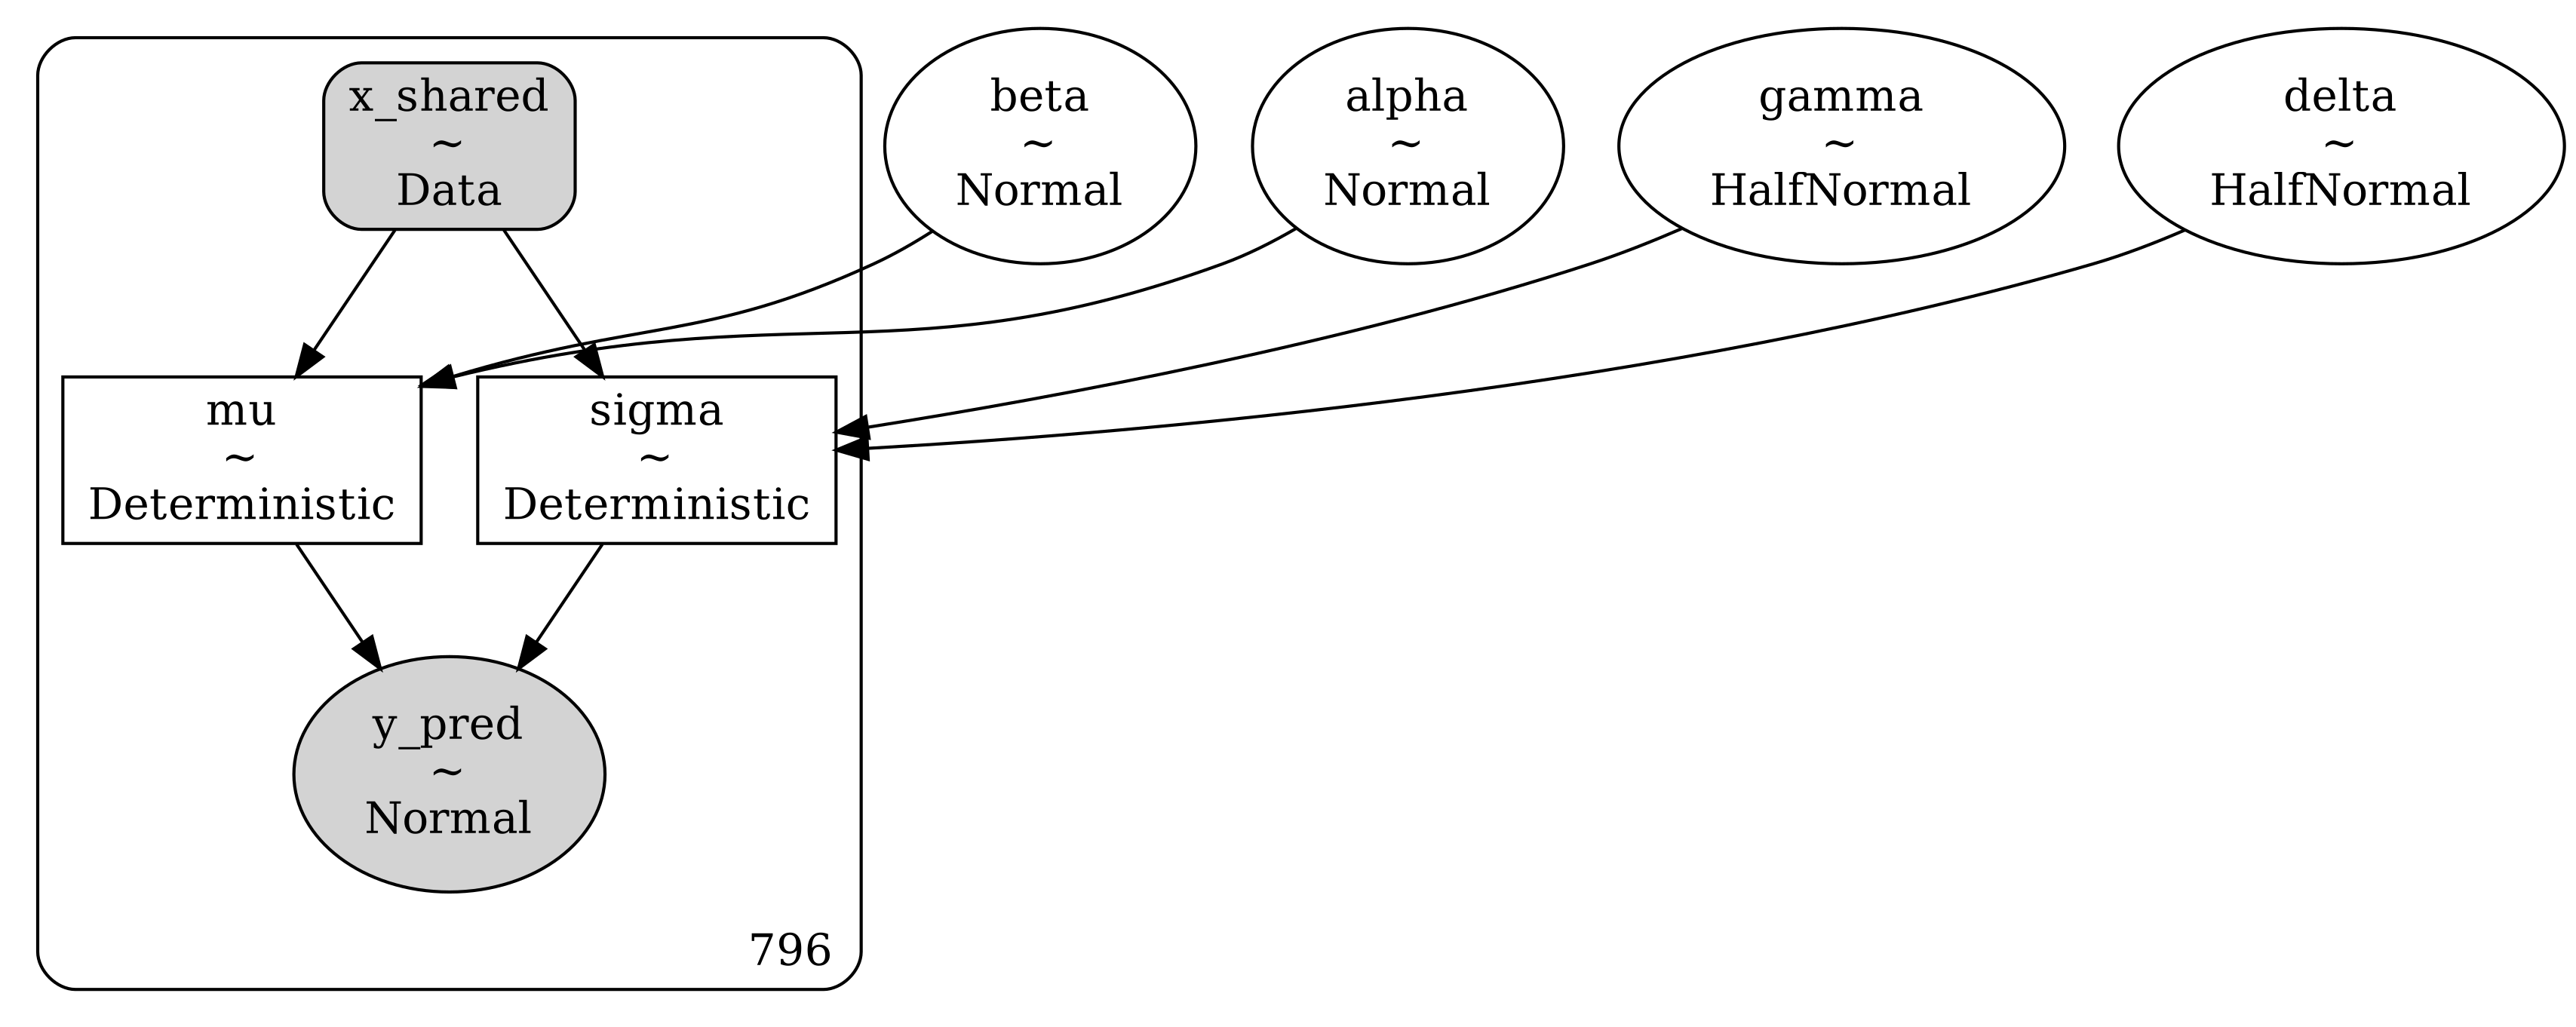 x_shared
~
Data
beta
~
Normal
alpha
~
Normal
gamma
~
HalfNormal
delta
~
HalfNormal
mu
~
Deterministic
sigma
~
Deterministic
y_pred
~
Normal
796